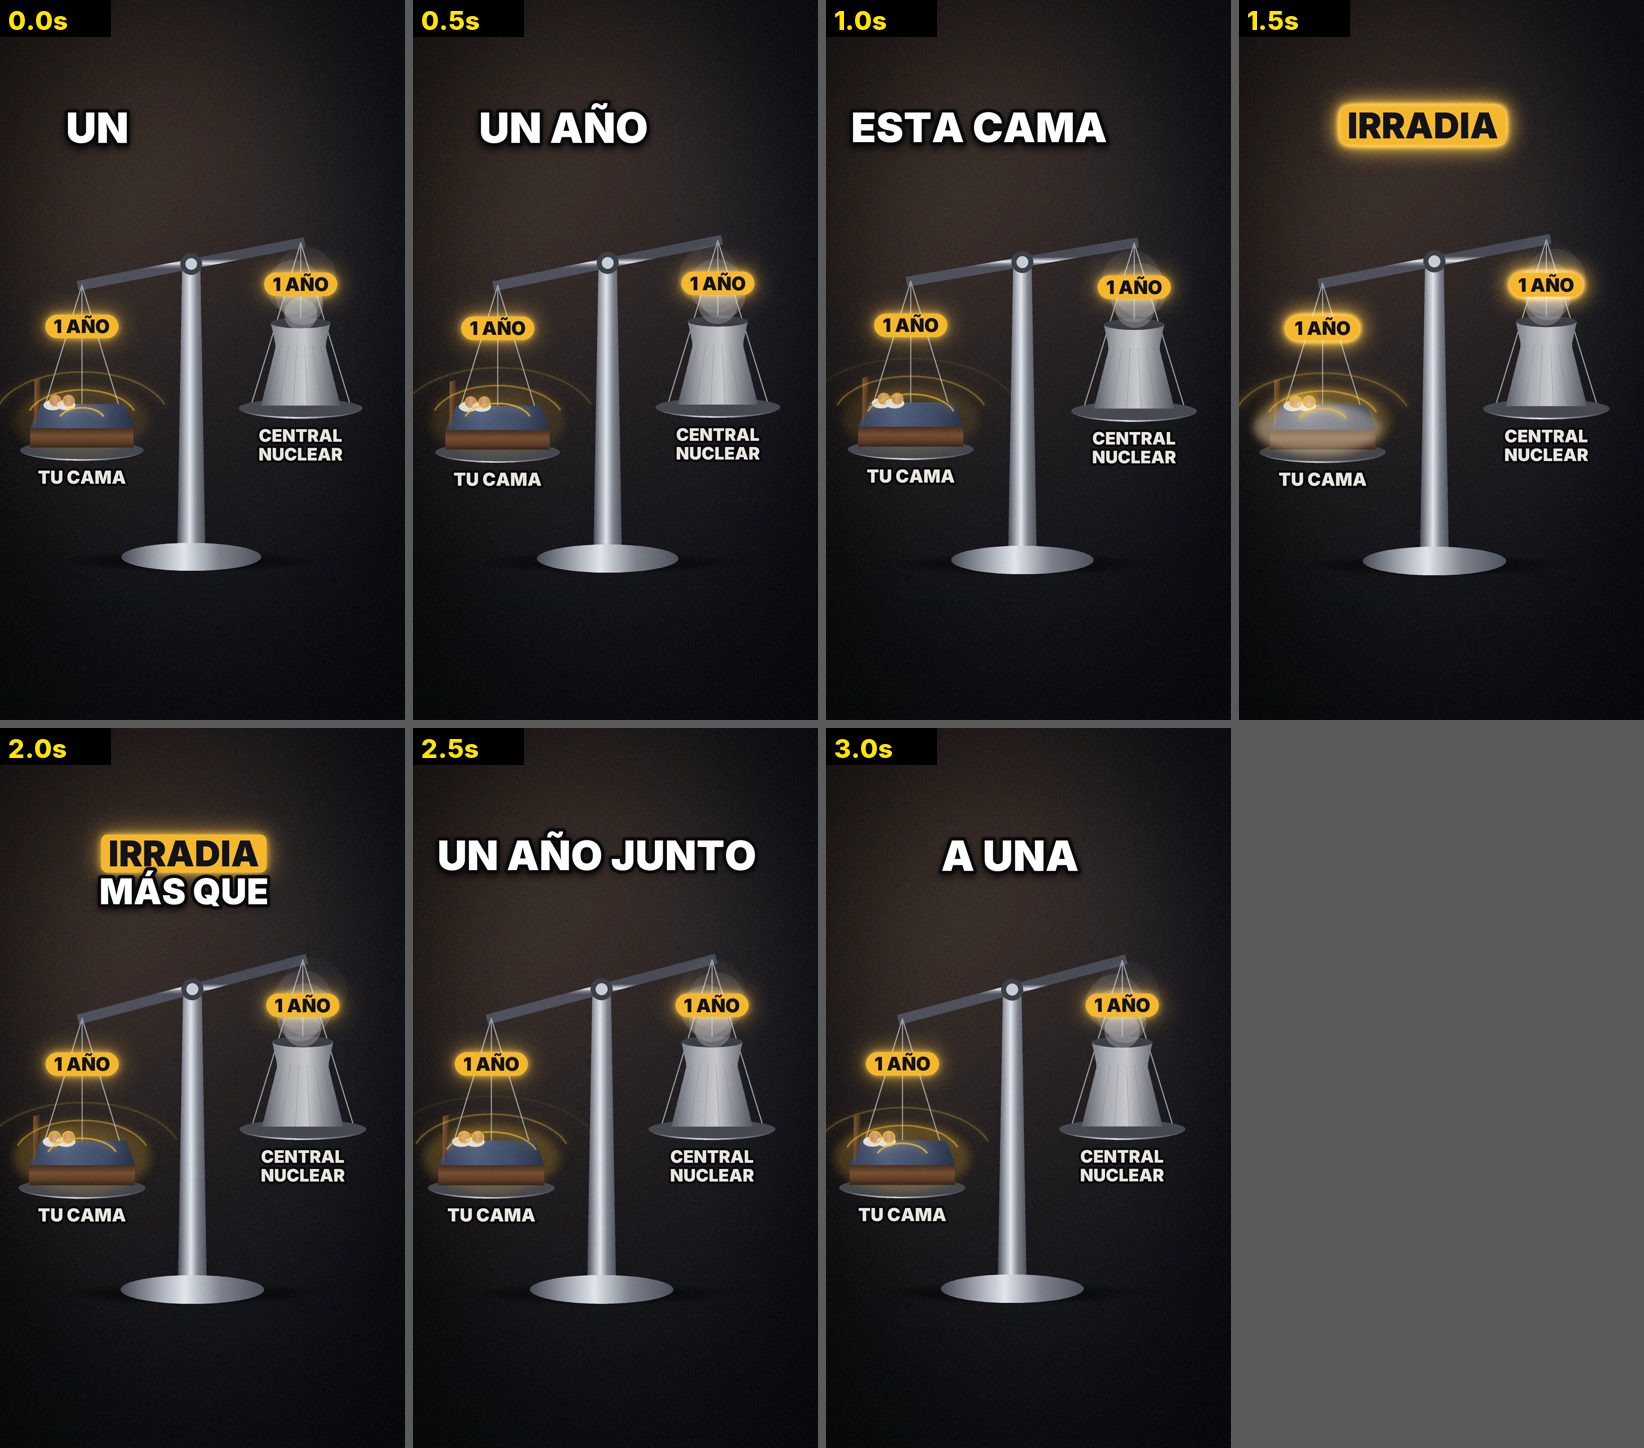 0.0s
UN
1 AÑO
1 AÑO
TU CAMA
CENTRAL
NUCLEAR
0.5s
UN AÑO
1 AÑO
1 AÑO
TU CAMA
CENTRAL
NUCLEAR
1.0s
ESTA CAMA
1 AÑO
1 AÑO
TU CAMA
CENTRAL
NUCLEAR
1.5s
IRRADIA
1 AÑO
1 AÑO
TU CAMA
CENTRAL
NUCLEAR
2.0s
IRRADIA
MÁS QUE
1 AÑO
1 AÑO
TU CAMA
CENTRAL
NUCLEAR
2.5s
UN AÑO JUNTO
1 AÑO
1 AÑO
TU CAMA
CENTRAL
NUCLEAR
3.0s
A UNA
1 AÑO
1 AÑO
TU CAMA
CENTRAL
NUCLEAR